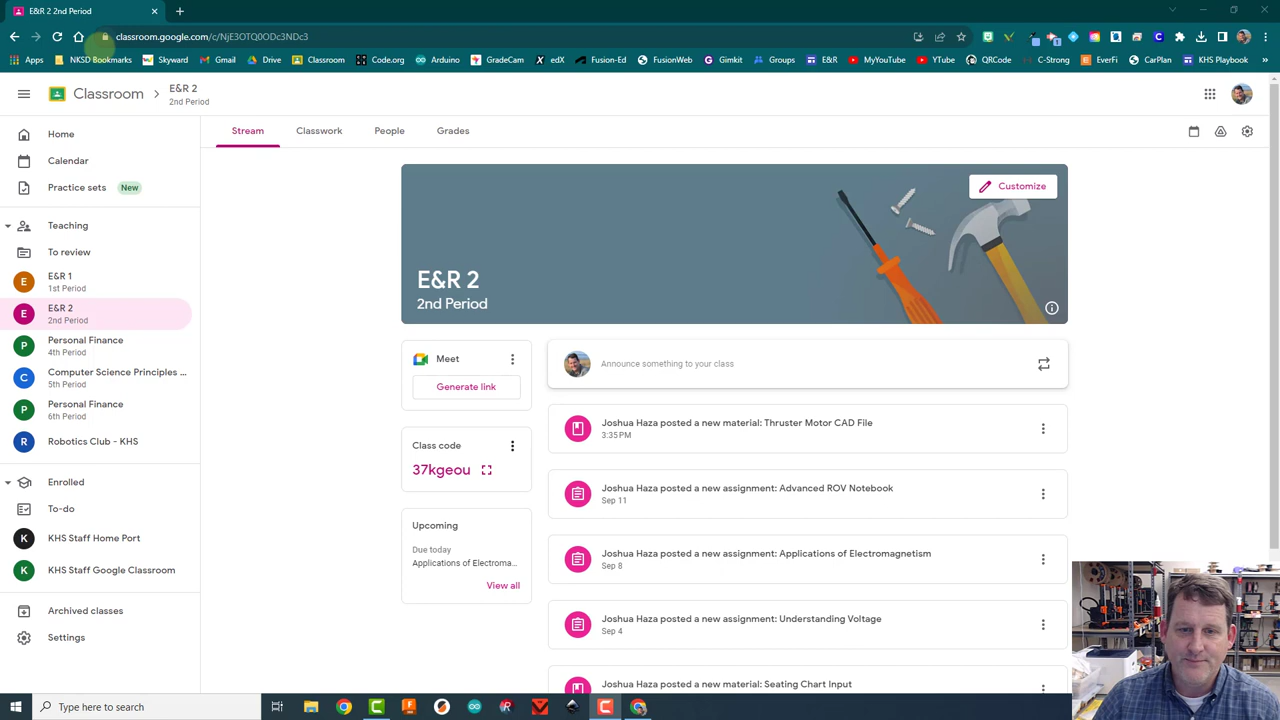 E&R 2 2nd Period
classroom.google.com/c/NjE3OTQ0ODc3NDc3
Apps NKSD Bookmarks Skyward Gmail Drive Classroom Code.org Arduino GradeCam edX Fusion-Ed FusionWeb Gimkit Groups E&R MyYouTube YTube QRCode C-Strong EverFi CarPlan KHS Playbook
Classroom
E&R 2
2nd Period
Home
Calendar
Practice sets New
Teaching
To review
E
E&R 1
1st Period
E
E&R 2
2nd Period
P
Personal Finance
4th Period
C
Computer Science Principles ...
5th Period
P
Personal Finance
6th Period
R
Robotics Club - KHS
Enrolled
To-do
K
KHS Staff Home Port
K
KHS Staff Google Classroom
Archived classes
Settings
Stream Classwork People Grades
Customize
E&R 2
2nd Period
Meet
Generate link
Class code
37kgeou
Upcoming
Due today
Applications of Electroma...
View all
Announce something to your class
Joshua Haza posted a new material: Thruster Motor CAD File
3:35 PM
Joshua Haza posted a new assignment: Advanced ROV Notebook
Sep 11
Joshua Haza posted a new assignment: Applications of Electromagnetism
Sep 8
Joshua Haza posted a new assignment: Understanding Voltage
Sep 4
Joshua Haza posted a new material: Seating Chart Input
Type here to search